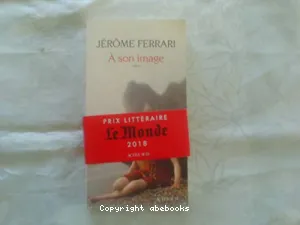 JÉRÔME FERRARI
À son image
PRIX LITTÉRAIRE
Le Monde
2018
Copyright abebooks